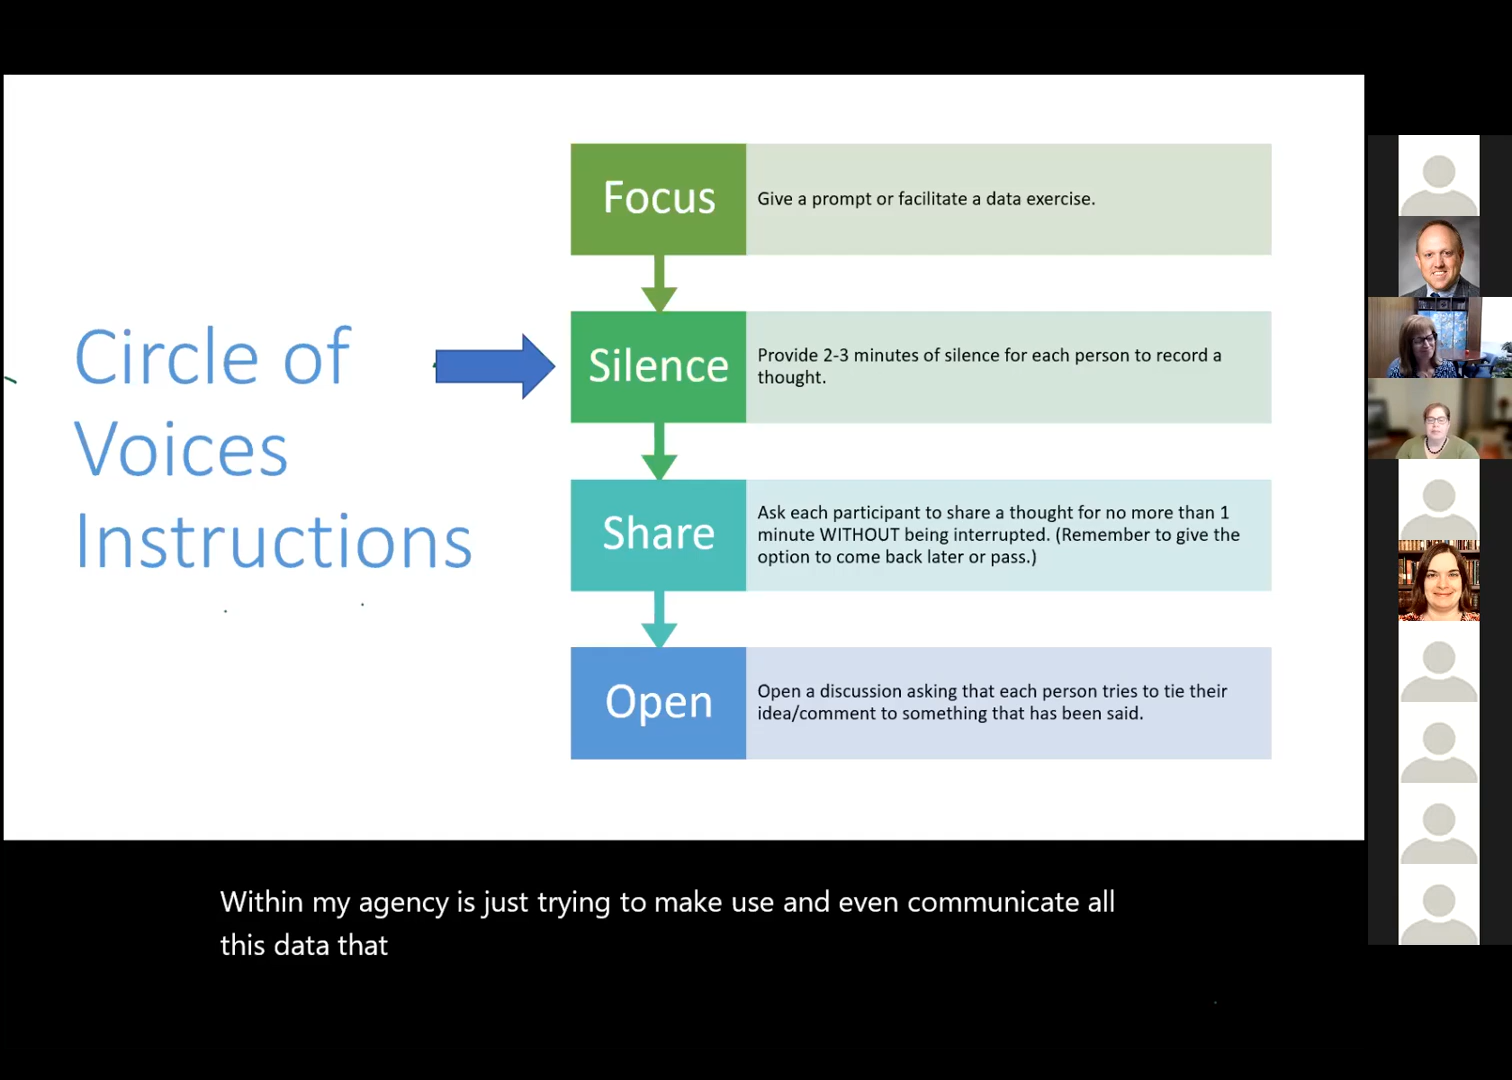 Circle of
Voices
Instructions
Focus
Give a prompt or facilitate a data exercise.
Silence
Provide 2-3 minutes of silence for each person to record a
thought.
Share
Ask each participant to share a thought for no more than 1
minute WITHOUT being interrupted. (Remember to give the
option to come back later or pass.)
Open
Open a discussion asking that each person tries to tie their
idea/comment to something that has been said.
Within my agency is just trying to make use and even communicate all
this data that